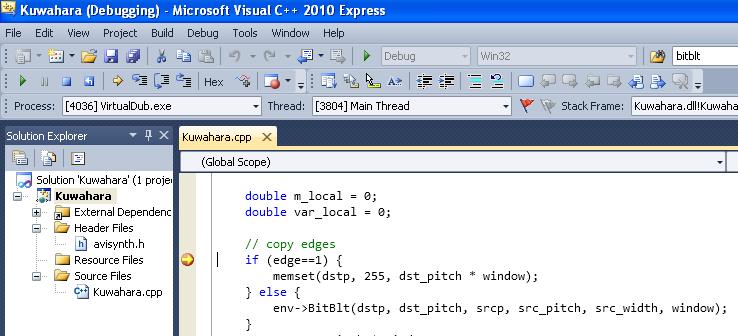 Kuwahara (Debugging) - Microsoft Visual C++ 2010 Express
File Edit View Project Build Debug Tools Window Help
Debug Win32 bitblt
Hex
Process: [4036] VirtualDub.exe Thread: [3804] Main Thread Stack Frame: Kuwahara.dll!Kuwaha
Solution Explorer
Kuwahara.cpp
(Global Scope)
Solution 'Kuwahara' (1 proje
Kuwahara
External Dependenc
Header Files
avisynth.h
Resource Files
Source Files
Kuwahara.cpp
double m_local = 0;
double var_local = 0;
// copy edges
if (edge==1) {
memset(dstp, 255, dst_pitch * window);
} else {
env->BitBlt(dstp, dst_pitch, srcp, src_pitch, src_width, window);
}